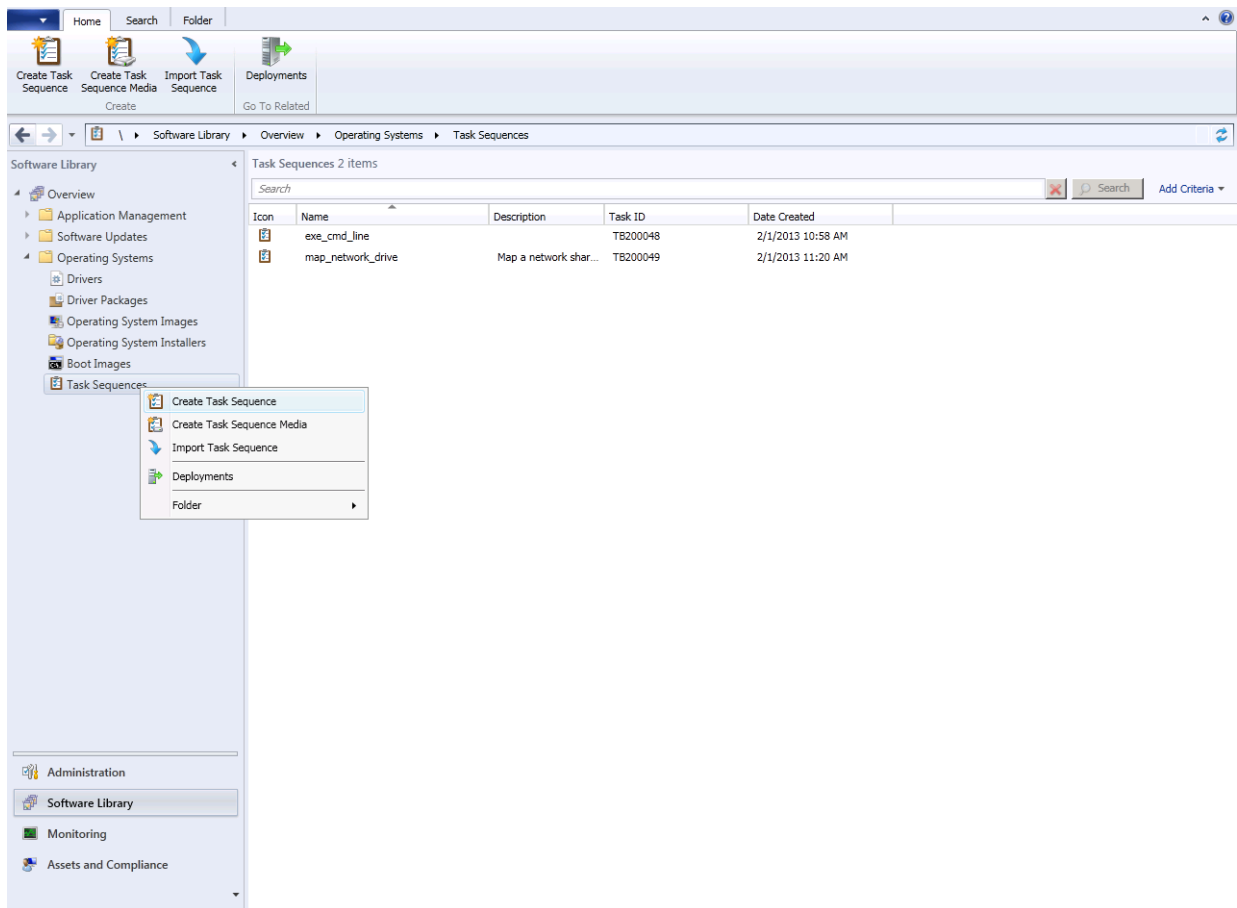 Home Search Folder
Create Task Sequence
Create Task Sequence Media
Import Task Sequence
Deployments
Create
Go To Related
\ Software Library Overview Operating Systems Task Sequences
Software Library
Overview
Application Management
Software Updates
Operating Systems
Drivers
Driver Packages
Operating System Images
Operating System Installers
Boot Images
Task Sequences
Create Task Sequence
Create Task Sequence Media
Import Task Sequence
Deployments
Folder
Administration
Software Library
Monitoring
Assets and Compliance
Task Sequences 2 items
Search Search Add Criteria
Icon Name Description Task ID Date Created
exe_cmd_line TB200048 2/1/2013 10:58 AM
map_network_drive Map a network shar... TB200049 2/1/2013 11:20 AM